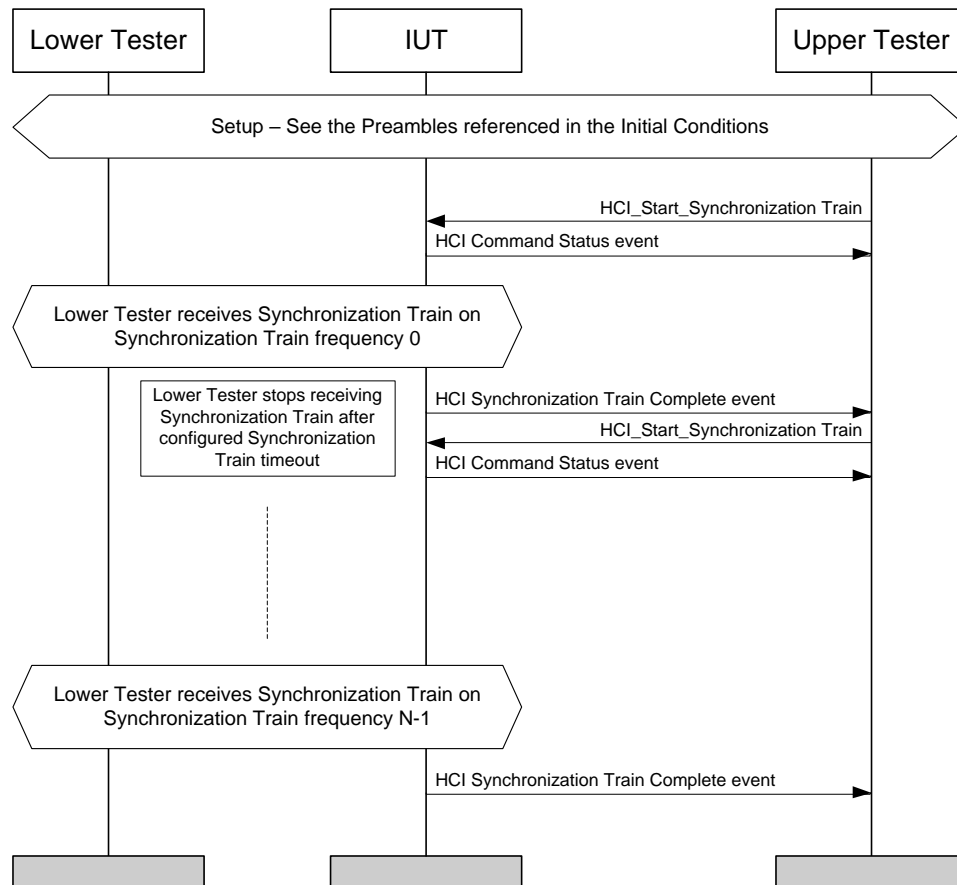 Lower Tester
IUT
Upper Tester
Setup – See the Preambles referenced in the Initial Conditions
HCI_Start_Synchronization Train
HCI Command Status event
Lower Tester receives Synchronization Train on
Synchronization Train frequency 0
Lower Tester stops receiving
Synchronization Train after
configured Synchronization
Train timeout
HCI Synchronization Train Complete event
HCI_Start_Synchronization Train
HCI Command Status event
Lower Tester receives Synchronization Train on
Synchronization Train frequency N-1
HCI Synchronization Train Complete event